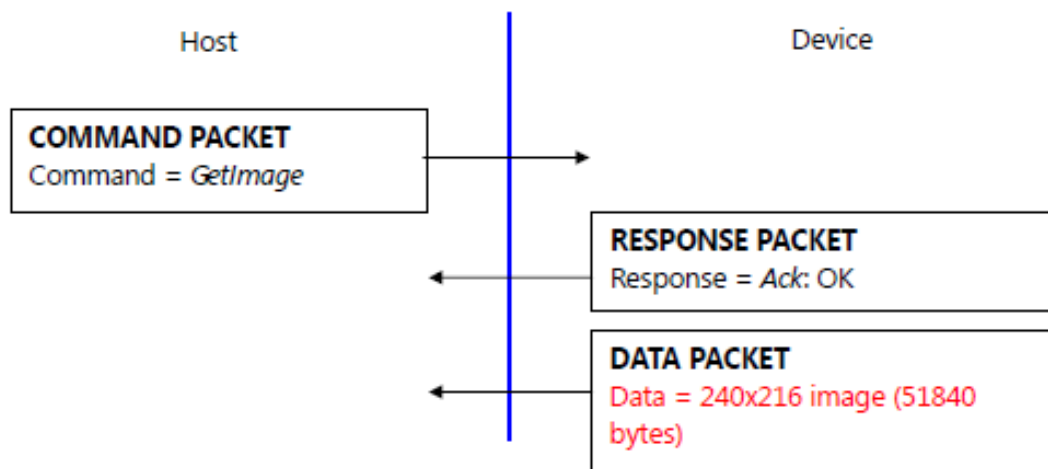 Host
Device
COMMAND PACKET
Command = GetImage
RESPONSE PACKET
Response = Ack: OK
DATA PACKET
Data = 240x216 image (51840
bytes)